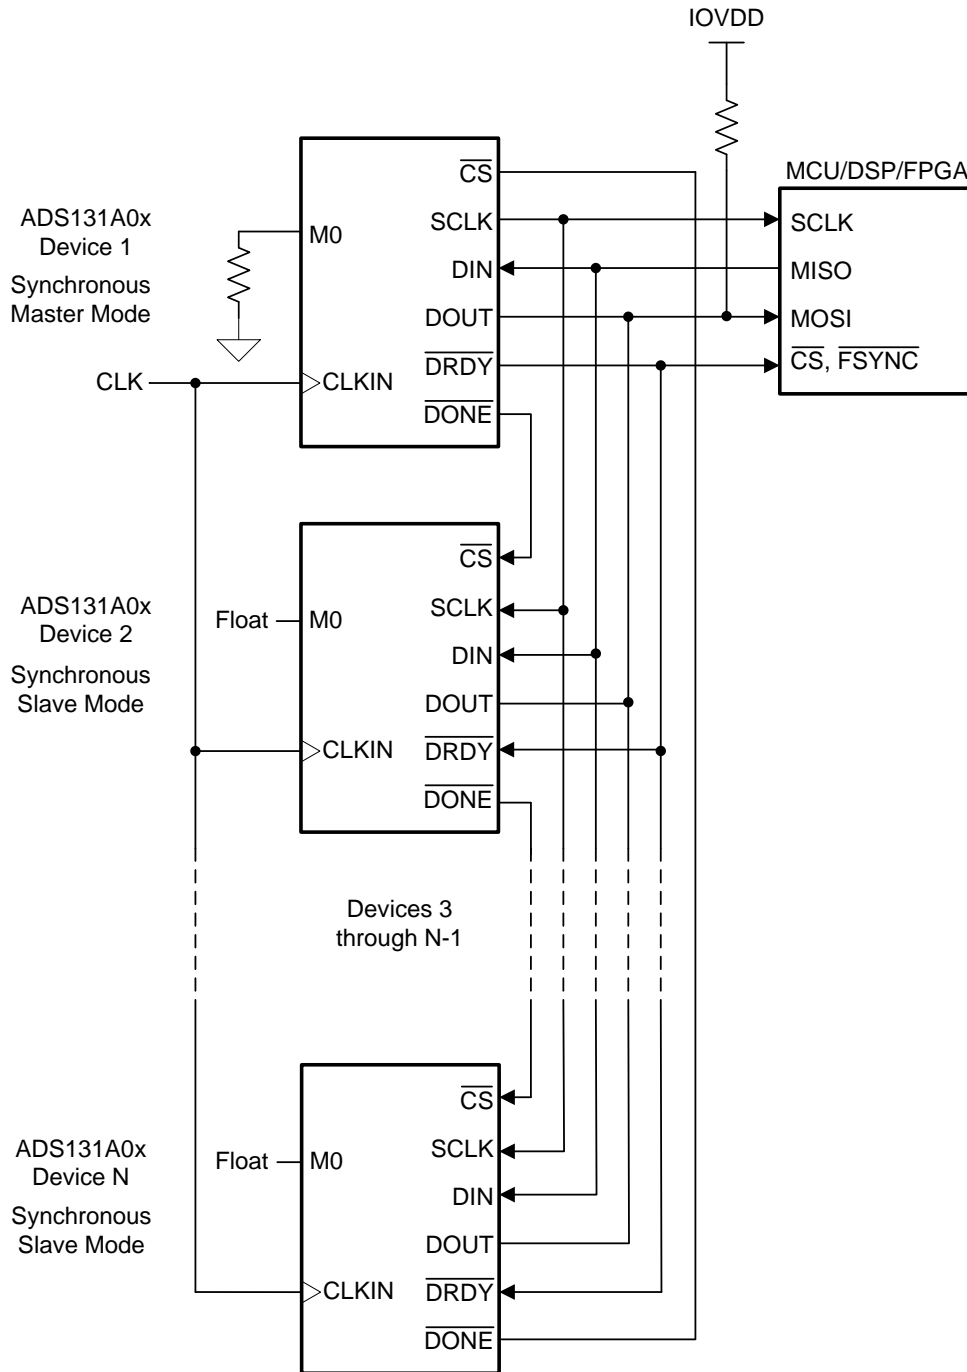 IOVDD
MCU/DSP/FPGA
SCLK
MISO
MOSI
CS, FSYNC
ADS131A0x
Device 1
Synchronous
Master Mode
CLK
M0
CLKIN
CS
SCLK
DIN
DOUT
DRDY
DONE
ADS131A0x
Device 2
Synchronous
Slave Mode
Float
M0
CLKIN
CS
SCLK
DIN
DOUT
DRDY
DONE
Devices 3
through N-1
ADS131A0x
Device N
Synchronous
Slave Mode
Float
M0
CLKIN
CS
SCLK
DIN
DOUT
DRDY
DONE